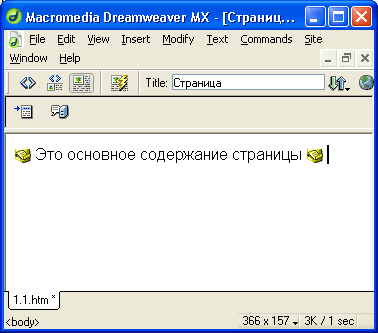 Macromedia Dreamweaver MX - [Страниц...
File Edit View Insert Modify Text Commands Site
Window Help
Title: Страница
Это основное содержание страницы
1.1.htm*
<body> 366 x 157 3K / 1 sec